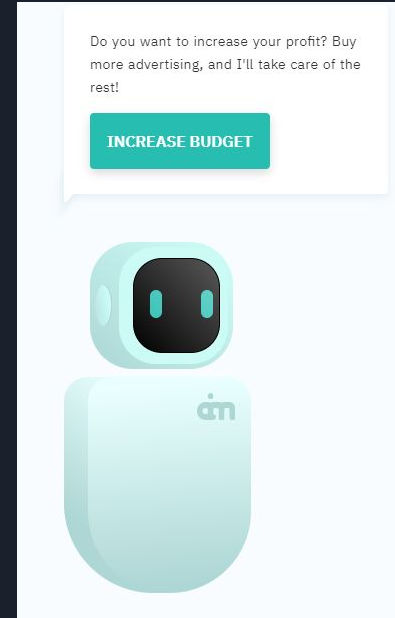 Do you want to increase your profit? Buy
more advertising, and I'll take care of the
rest!
INCREASE BUDGET
aim